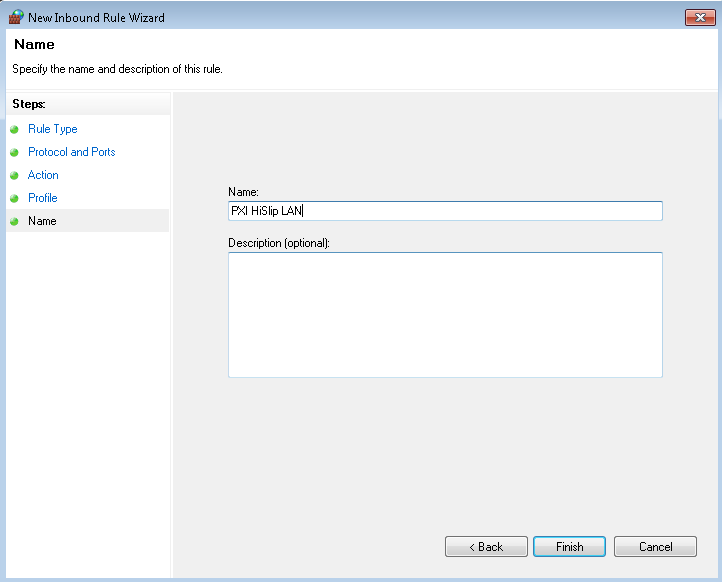 New Inbound Rule Wizard
Name
Specify the name and description of this rule.
Steps:
Rule Type
Protocol and Ports
Action
Profile
Name
Name:
PXI HiSlip LAN
Description (optional):
< Back
Finish
Cancel